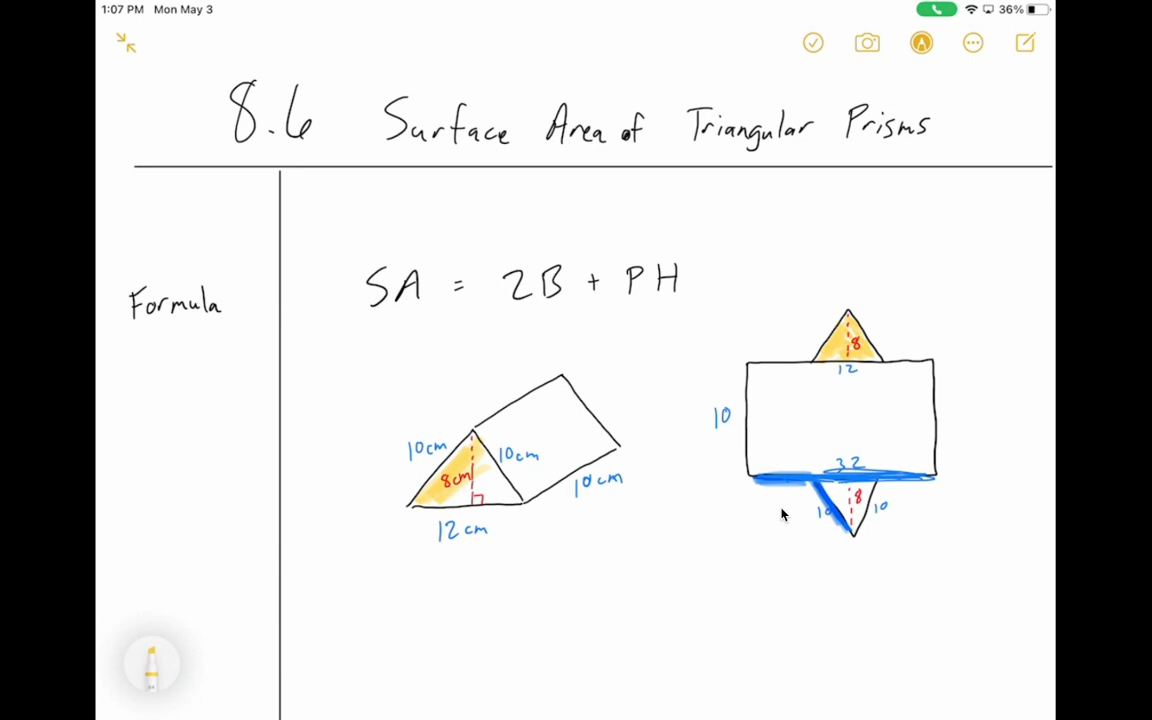 1:07 PM Mon May 3
36%
8.6 Surface Area of Triangular Prisms
Formula
SA = 2B + PH
8
12
10
32
8
10
10cm
10cm
8cm
10cm
12cm